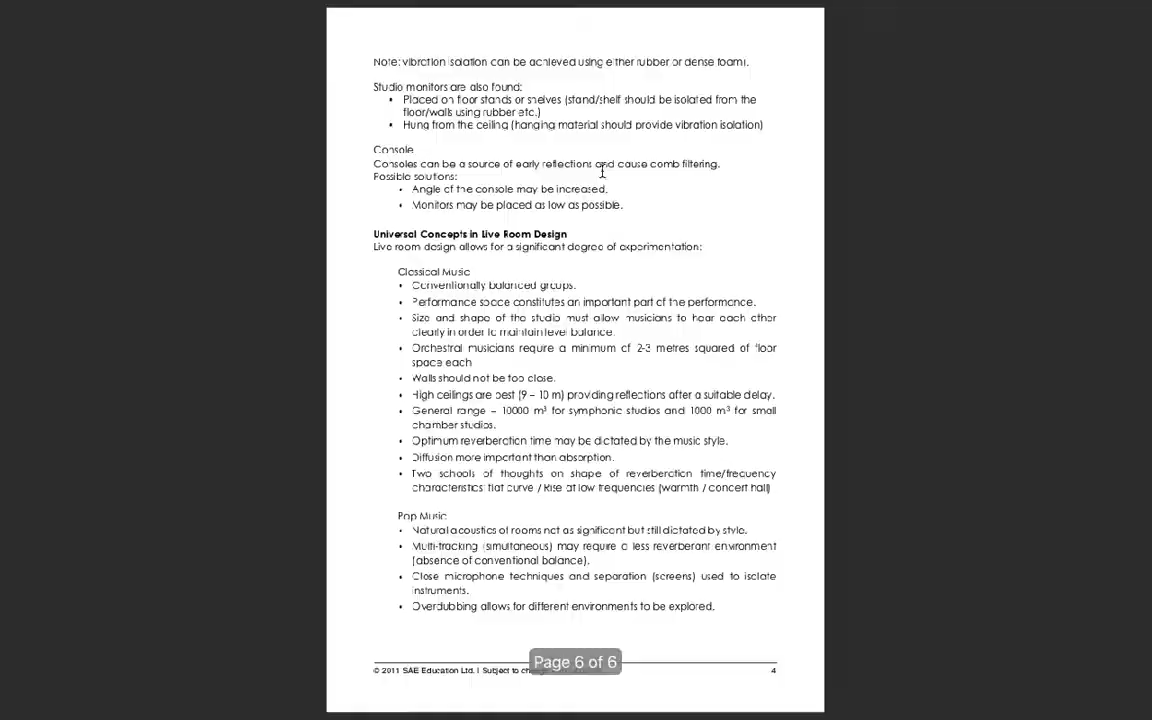 Note: vibration isolation can be achieved using either rubber or dense foam).
Studio monitors are also found:
• Placed on floor stands or shelves (stand/shelf should be isolated from the
floor/walls using rubber etc.)
• Hung from the ceiling (hanging material should provide vibration isolation)
Console
Consoles can be a source of early reflections and cause comb filtering.
Possible solutions:
• Angle of the console may be increased.
• Monitors may be placed as low as possible.
Universal Concepts in Live Room Design
Live room design allows for a significant degree of experimentation:
Classical Music
• Conventionally balanced groups.
• Performance space constitutes an important part of the performance.
• Size and shape of the studio must allow musicians to hear each other
clearly in order to maintain level balance.
• Orchestral musicians require a minimum of 2-3 metres squared of floor
space each
• Walls should not be too close.
• High ceilings are best (9 – 10 m) providing reflections after a suitable delay.
• General range – 10000 m³ for symphonic studios and 1000 m³ for small
chamber studios.
• Optimum reverberation time may be dictated by the music style.
• Diffusion more important than absorption.
• Two schools of thoughts on shape of reverberation time/frequency
characteristics: flat curve / Rise at low frequencies (warmth / concert hall)
Pop Music
• Natural acoustics of rooms not as significant but still dictated by style.
• Multi-tracking (simultaneous) may require a less reverberant environment
(absence of conventional balance).
• Close microphone techniques and separation (screens) used to isolate
instruments.
• Overdubbing allows for different environments to be explored.
Page 6 of 6
© 2011 SAE Education Ltd. | Subject to 4